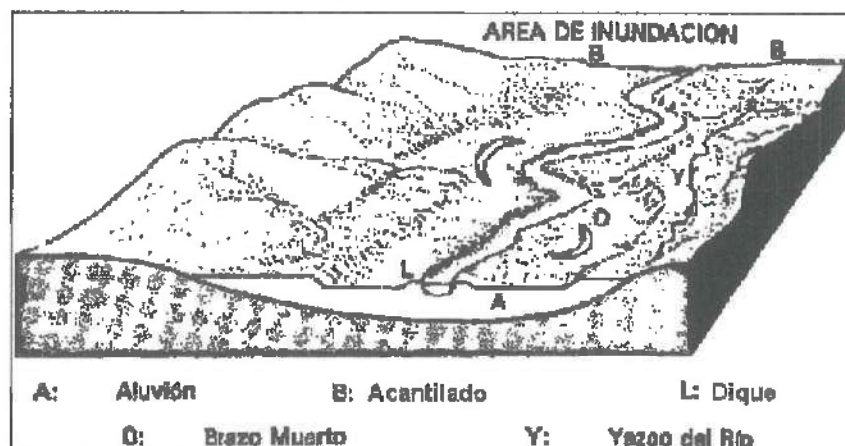 AREA DE INUNDACION
B B
Y
O
L
A
A: Aluvión B: Acantilado L: Dique
O: Brazo Muerto Y: Yazoo del Río